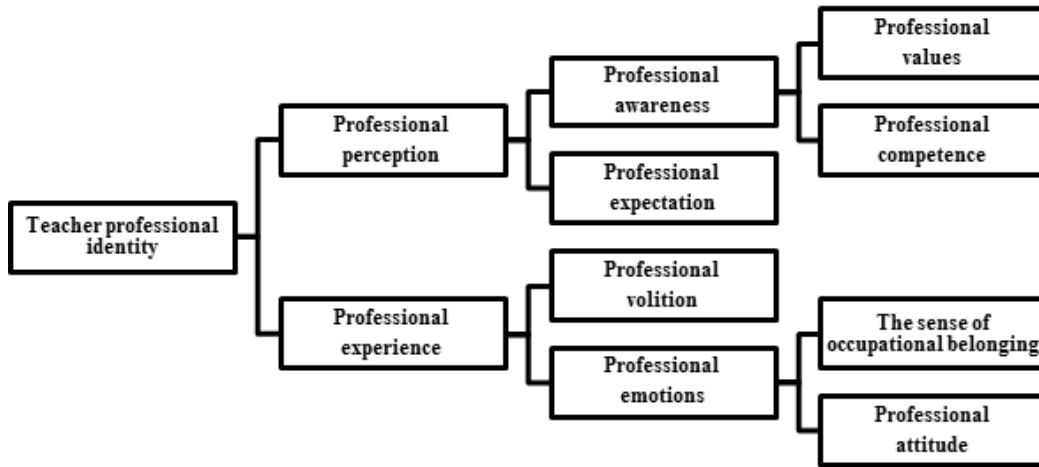 Professional
values
Professional
awareness
Professional
perception
Professional
competence
Professional
expectation
Teacher professional
identity
Professional
volition
Professional
experience
The sense of
occupational belonging
Professional
emotions
Professional
attitude